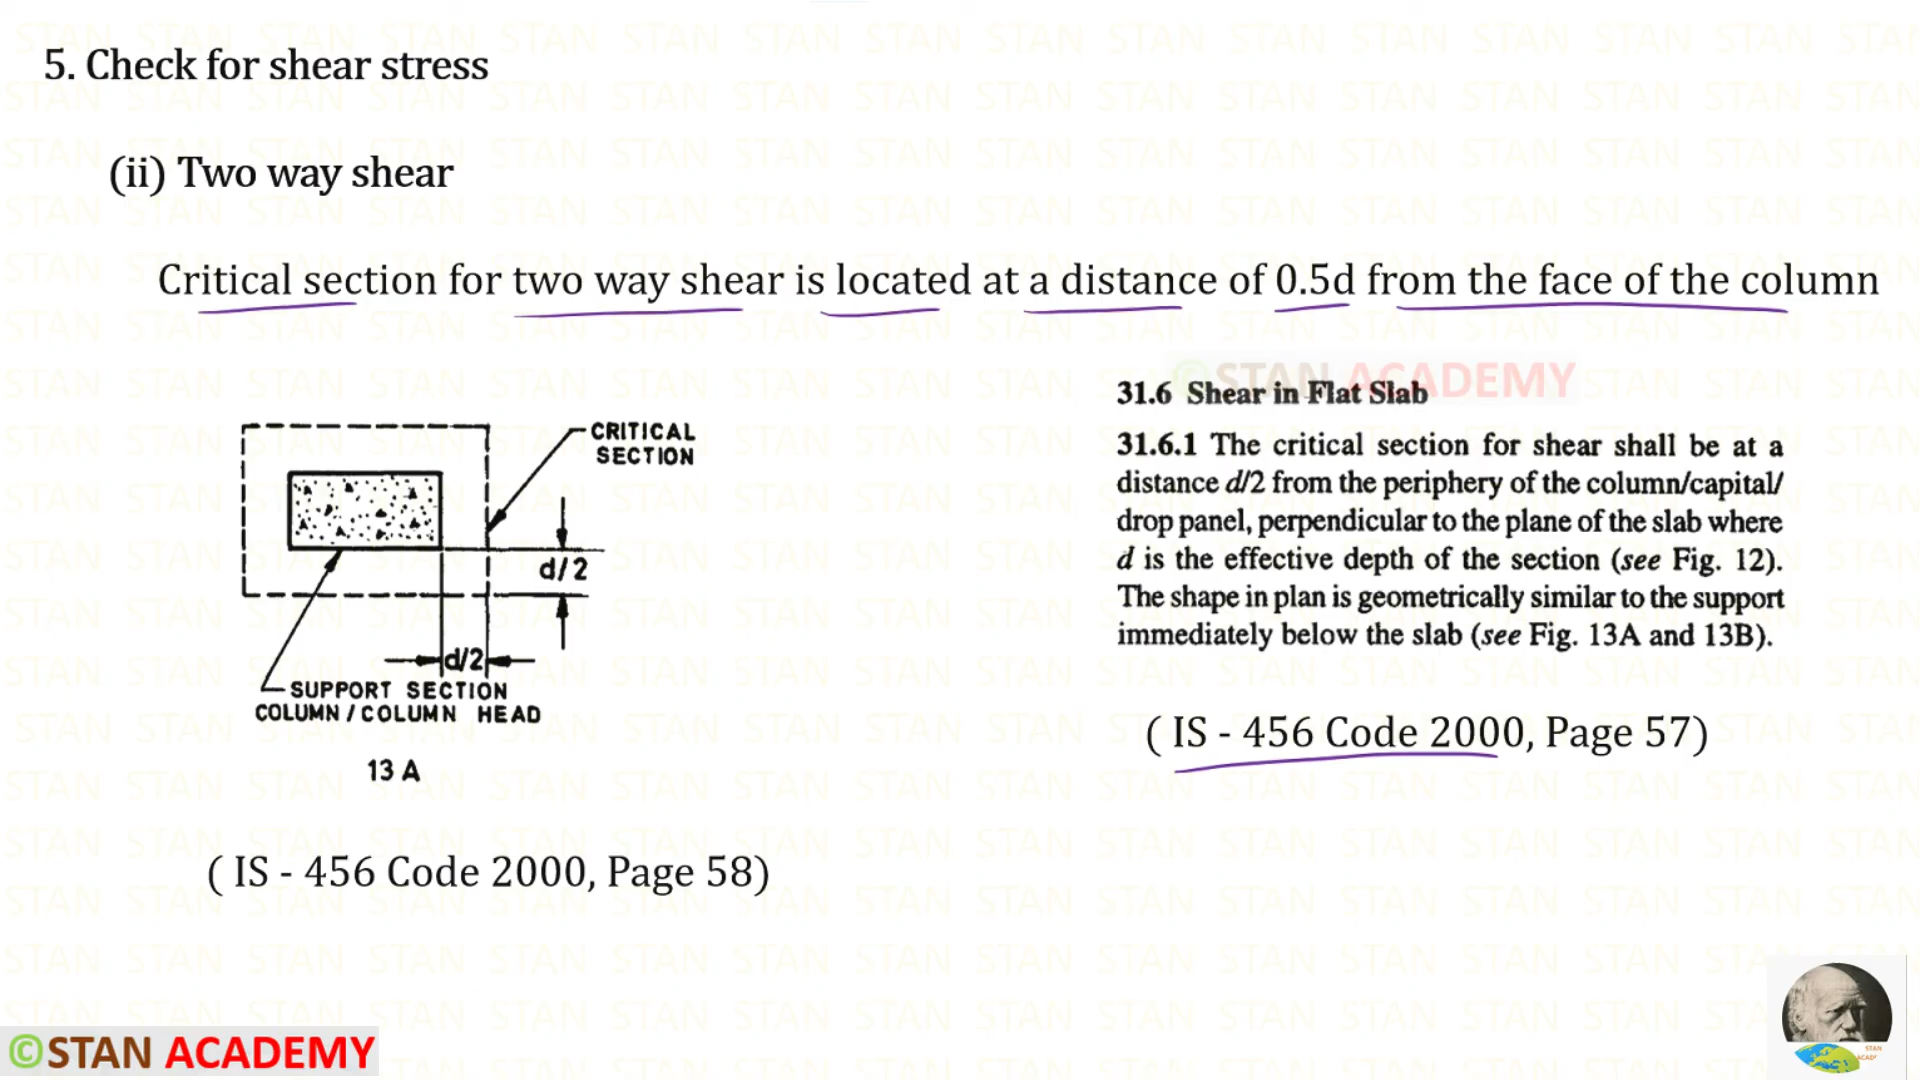 5. Check for shear stress
(ii) Two way shear
Critical section for two way shear is located at a distance of 0.5d from the face of the column
©STAN ACADEMY
31.6 Shear in Flat Slab
31.6.1 The critical section for shear shall be at a
distance d/2 from the periphery of the column/capital/
drop panel, perpendicular to the plane of the slab where
d is the effective depth of the section (see Fig. 12).
The shape in plan is geometrically similar to the support
immediately below the slab (see Fig. 13A and 13B).
( IS - 456 Code 2000, Page 57)
CRITICAL
SECTION
d/2
d/2
SUPPORT SECTION
COLUMN / COLUMN HEAD
13 A
( IS - 456 Code 2000, Page 58)
©STAN ACADEMY
STAN